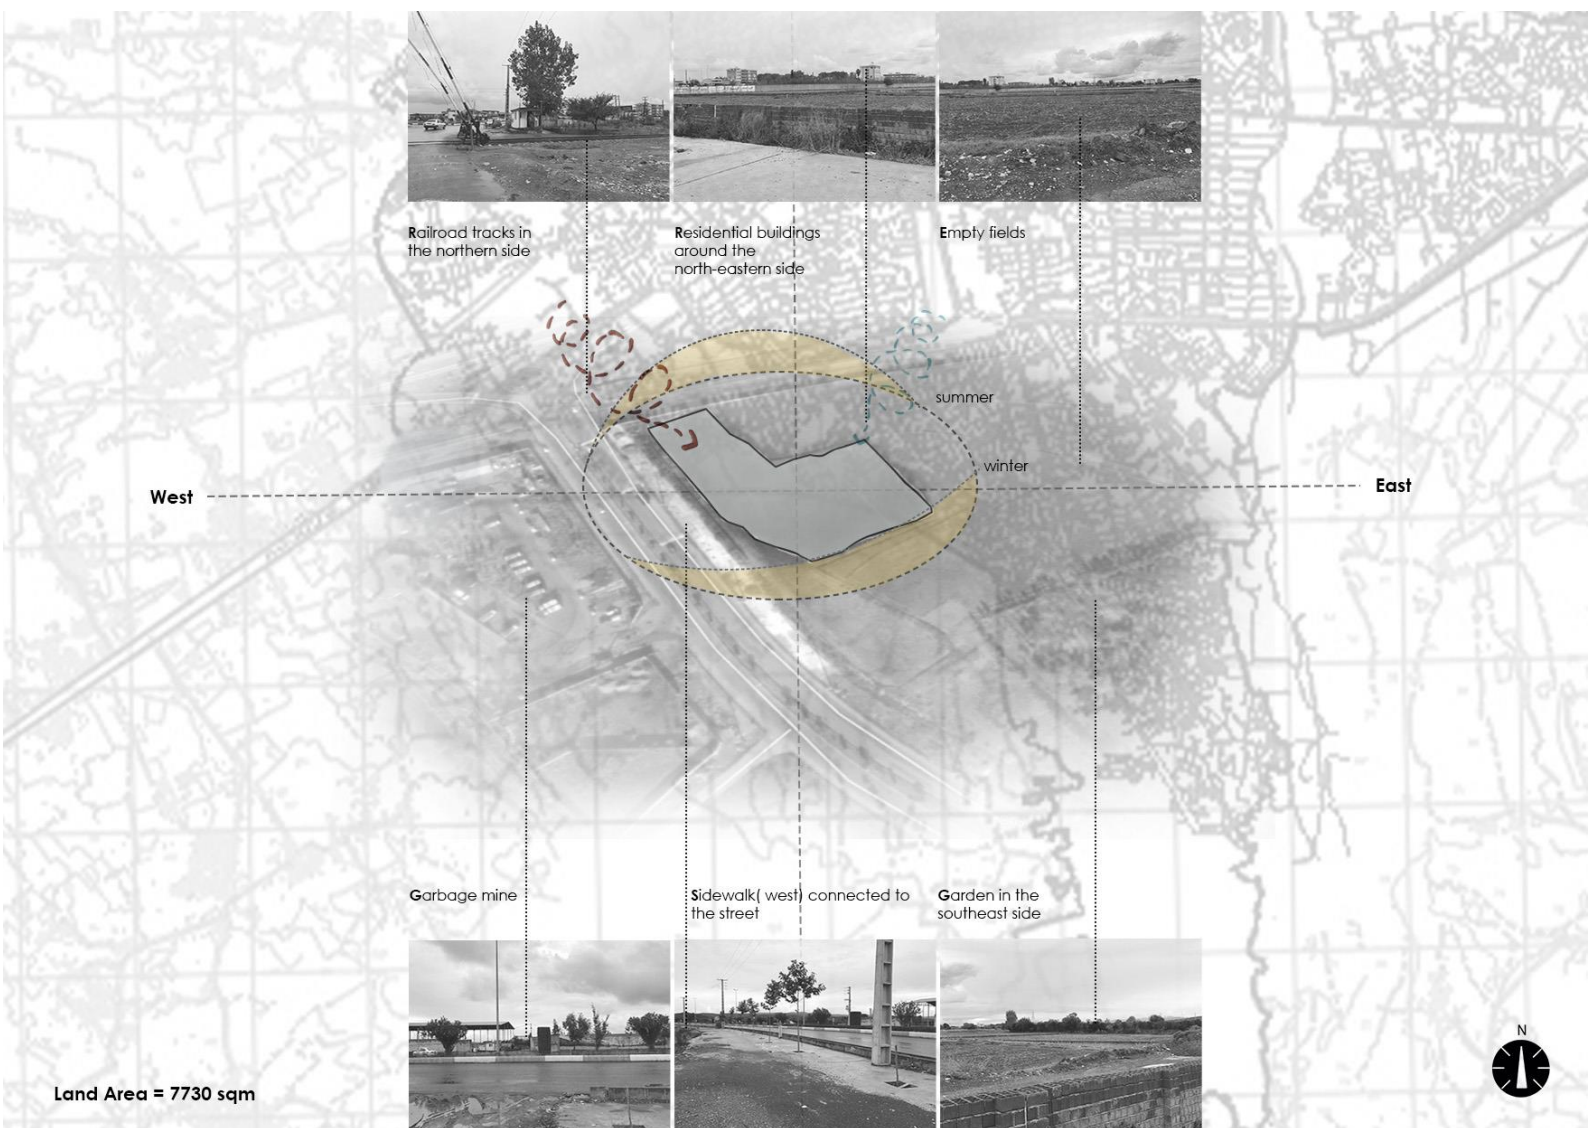 Railroad tracks in
the northern side
Residential buildings
around the
north-eastern side
Empty fields
summer
winter
West
East
Garbage mine
Sidewalk( west) connected to
the street
Garden in the
southeast side
N
Land Area = 7730 sqm